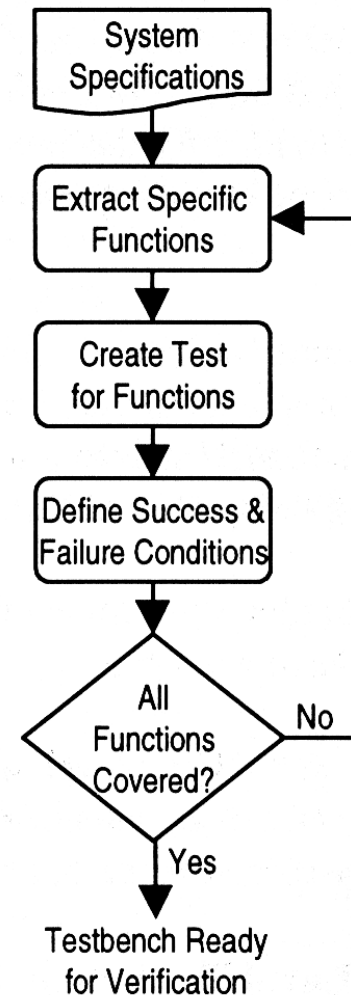 System
Specifications
Extract Specific
Functions
Create Test
for Functions
Define Success &
Failure Conditions
All
Functions
Covered?
No
Yes
Testbench Ready
for Verification